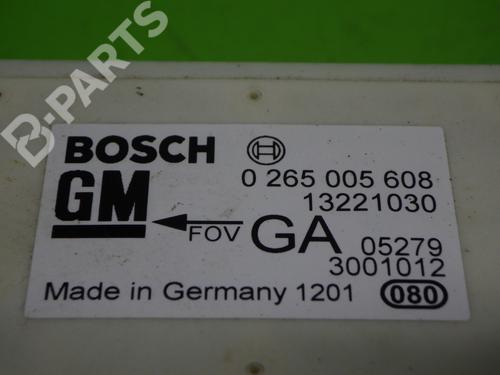 B-PARTS
BOSCH
0 265 005 608
GM
13221030
FOV
GA
05279
3001012
Made in Germany 1201
080